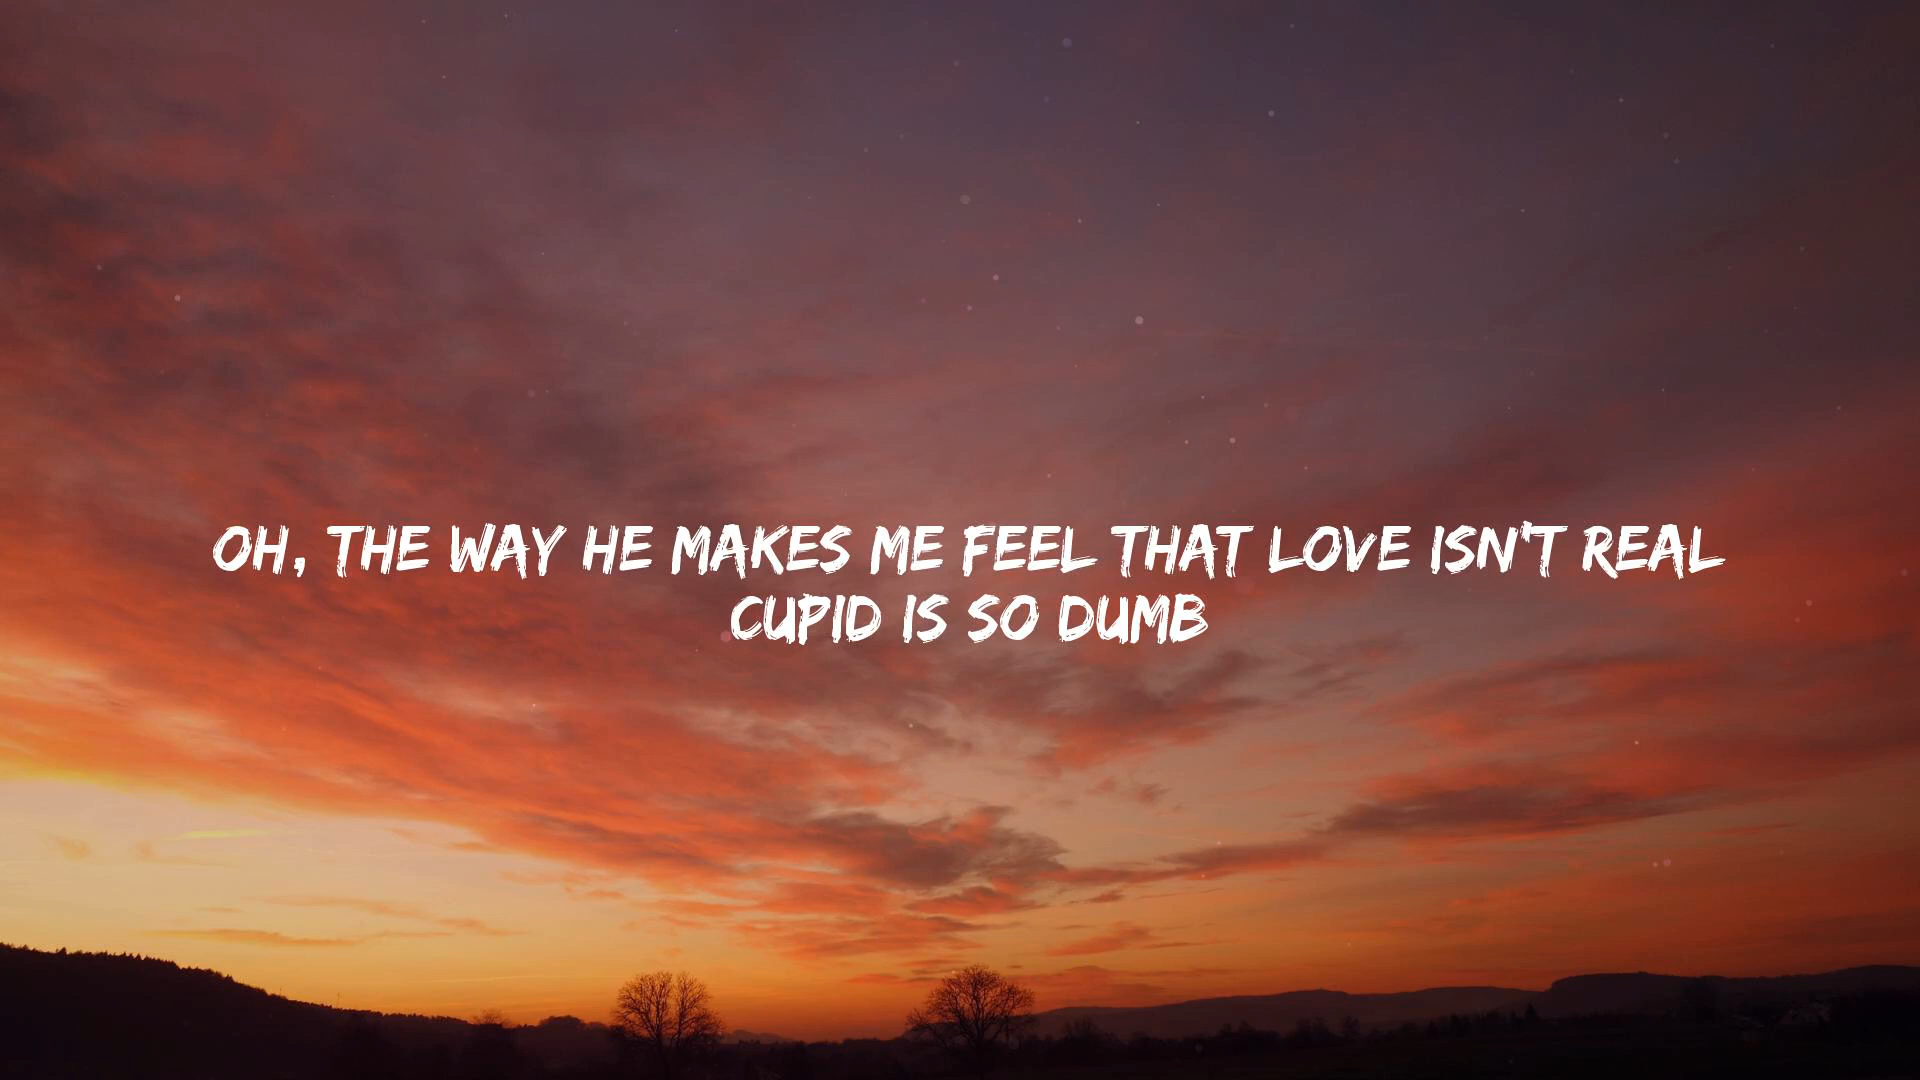 OH, THE WAY HE MAKES ME FEEL THAT LOVE ISN'T REAL
CUPID IS SO DUMB